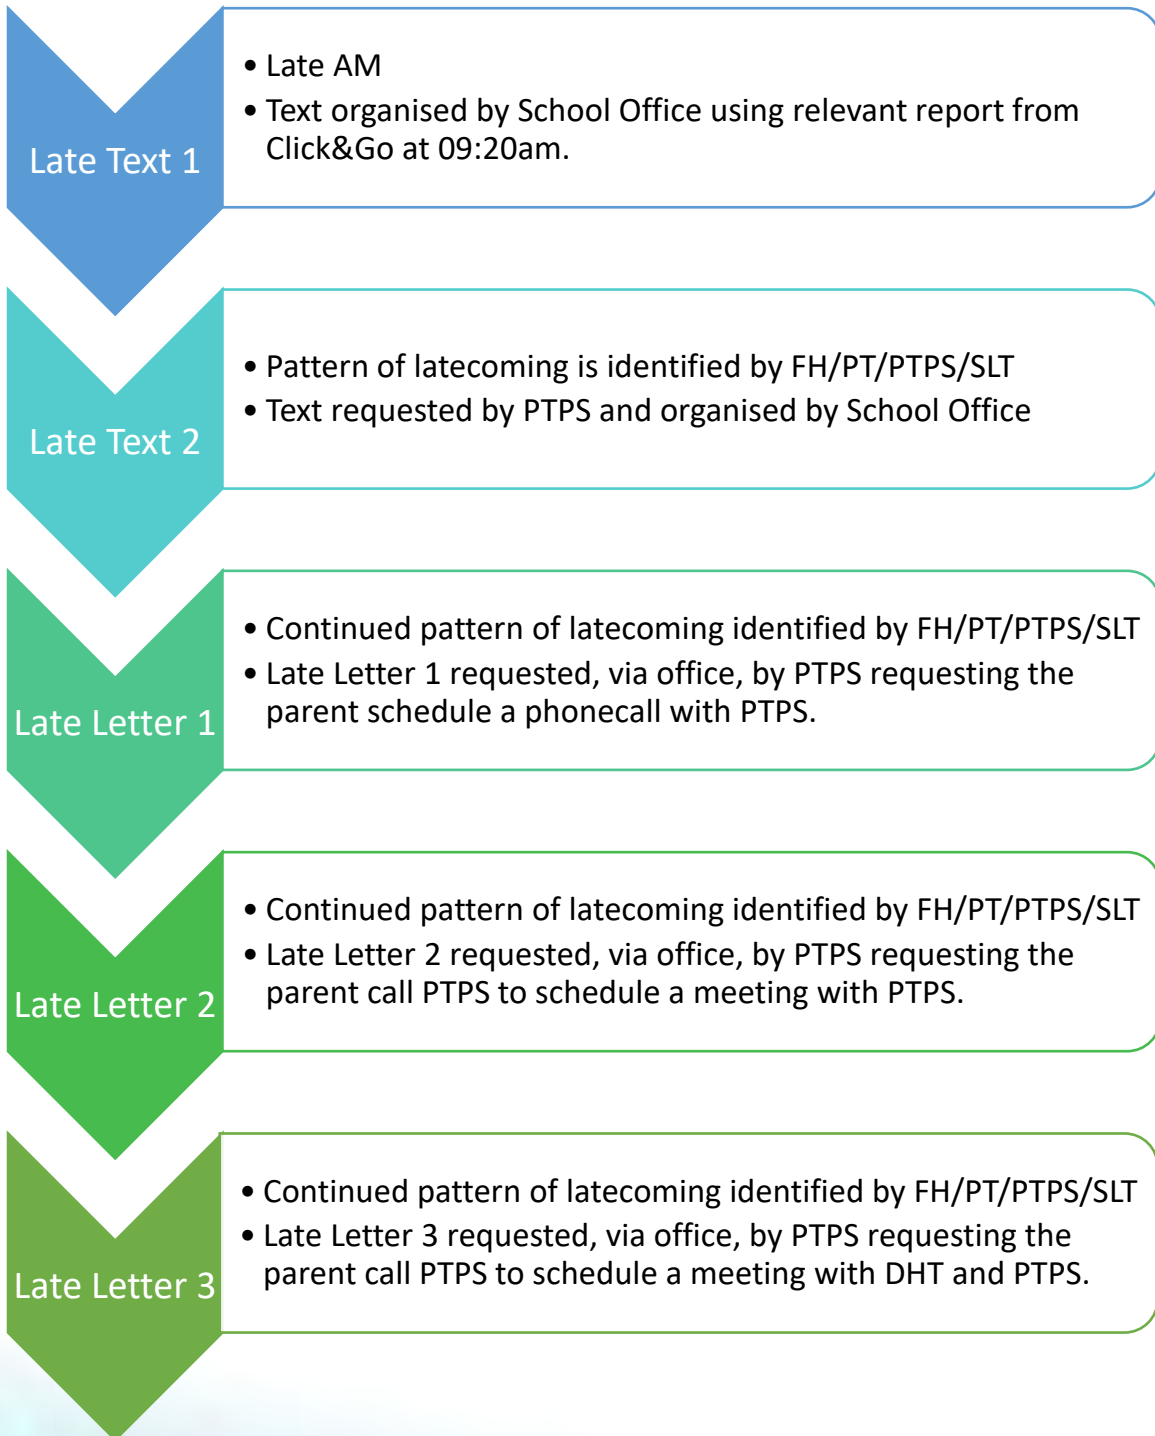 Late Text 1
• Late AM
• Text organised by School Office using relevant report from
Click&Go at 09:20am.
Late Text 2
• Pattern of latecoming is identified by FH/PT/PTPS/SLT
• Text requested by PTPS and organised by School Office
Late Letter 1
• Continued pattern of latecoming identified by FH/PT/PTPS/SLT
• Late Letter 1 requested, via office, by PTPS requesting the
parent schedule a phonecall with PTPS.
Late Letter 2
• Continued pattern of latecoming identified by FH/PT/PTPS/SLT
• Late Letter 2 requested, via office, by PTPS requesting the
parent call PTPS to schedule a meeting with PTPS.
Late Letter 3
• Continued pattern of latecoming identified by FH/PT/PTPS/SLT
• Late Letter 3 requested, via office, by PTPS requesting the
parent call PTPS to schedule a meeting with DHT and PTPS.